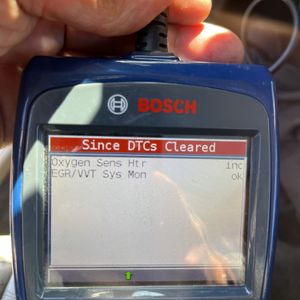 BOSCH
Since DTCs Cleared
Oxygen Sens Htr inc
EGR/VVT Sys Mon ok